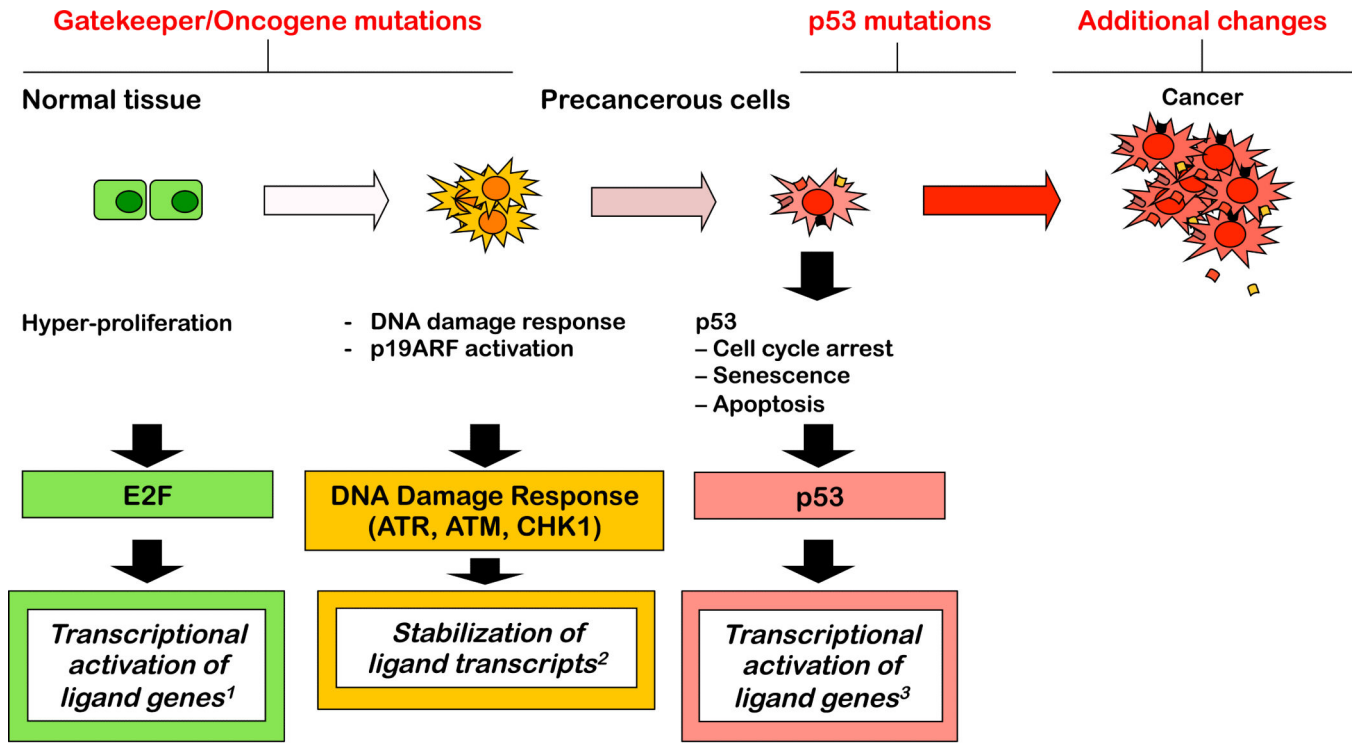 Gatekeeper/Oncogene mutations
p53 mutations
Additional changes
Normal tissue
Precancerous cells
Cancer
Hyper-proliferation
- DNA damage response
- p19ARF activation
p53
– Cell cycle arrest
– Senescence
– Apoptosis
E2F
DNA Damage Response
(ATR, ATM, CHK1)
p53
Transcriptional
activation of
ligand genes1
Stabilization of
ligand transcripts2
Transcriptional
activation of
ligand genes3